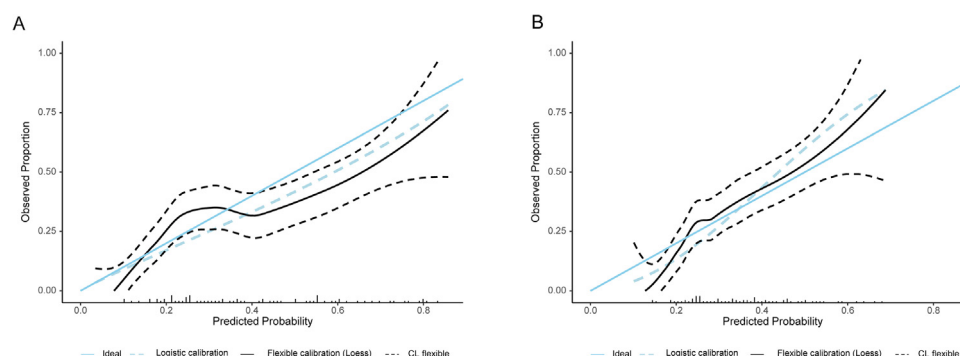 A
B
1.00
0.75
0.50
0.25
0.00
Observed Proportion
0.0
0.2
0.4
0.6
0.8
Predicted Probability
Ideal
Logistic calibration
Flexible calibration (Loess)
CL flexible
1.00
0.75
0.50
0.25
0.00
Observed Proportion
0.0
0.2
0.4
0.6
0.8
Predicted Probability
Ideal
Logistic calibration
Flexible calibration (Loess)
CL flexible